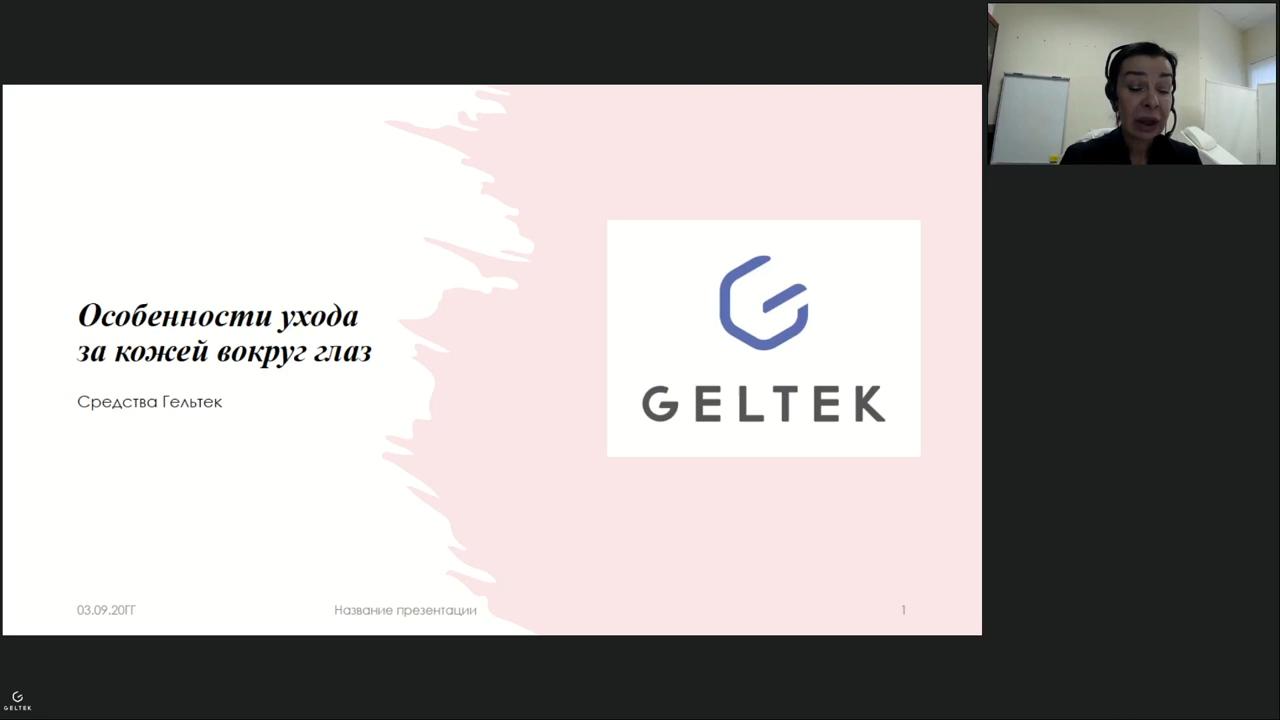 Особенности ухода
за кожей вокруг глаз
Средства Гельтек
GELTEK
03.09.20ГГ
Название презентации
1
GELTEK